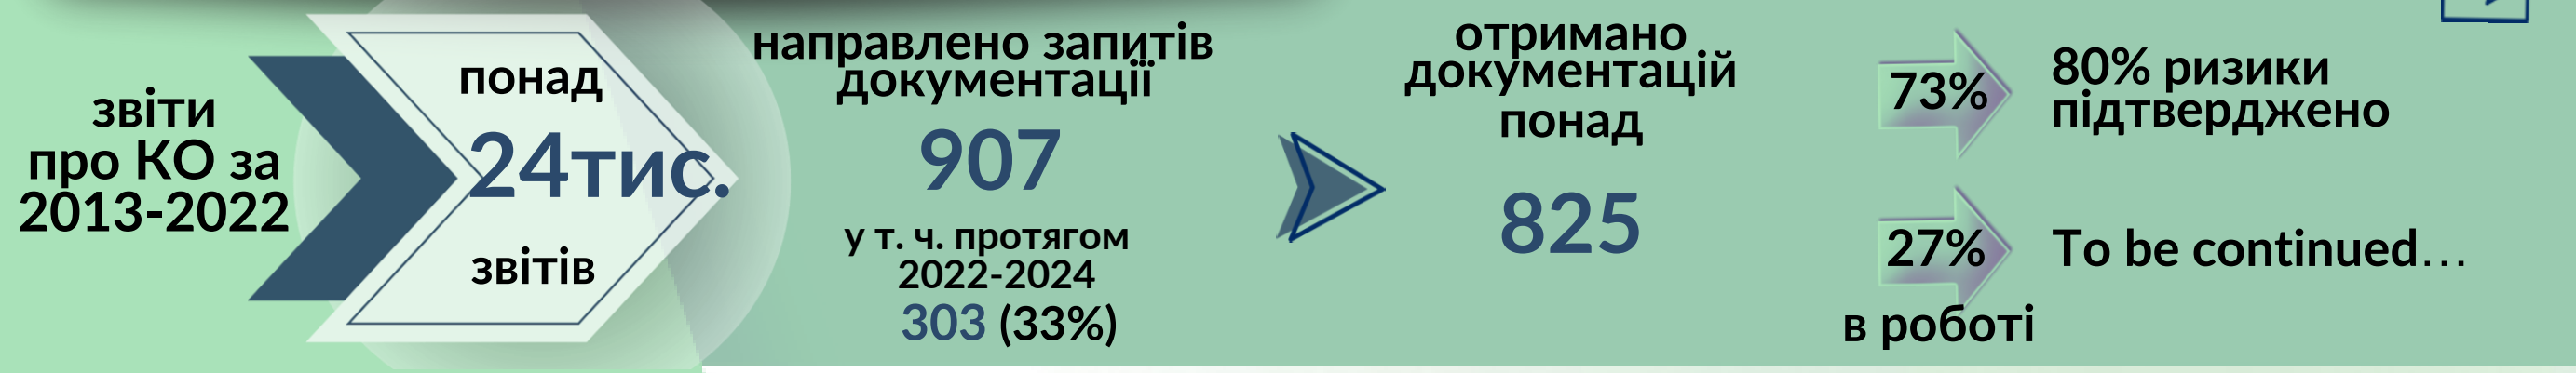 звіти
про КО за
2013-2022
понад
24тис.
звітів
направлено запитів
документації
907
у т. ч. протягом
2022-2024
303 (33%)
отримано
документацій
понад
825
73%
80% ризики
підтверджено
27%
To be continued…
в роботі